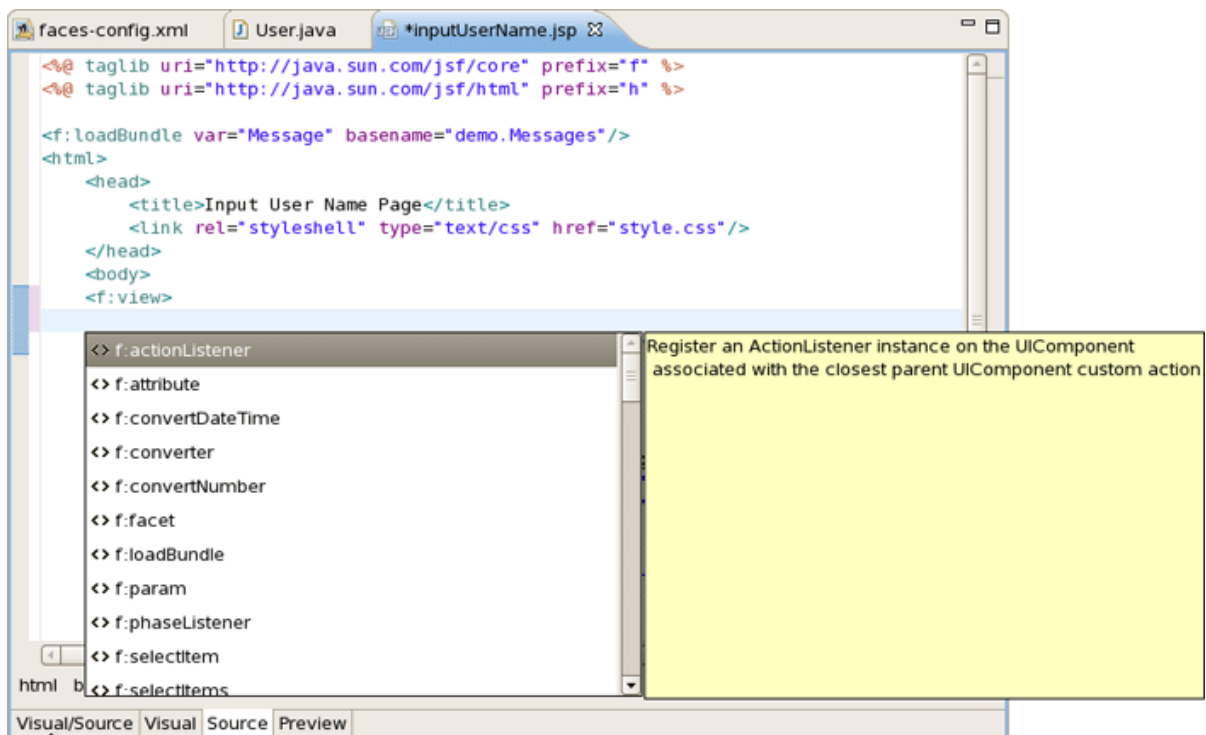 faces-config.xml User.java *inputUserName.jsp
<%@ taglib uri="http://java.sun.com/jsf/core" prefix="f" %>
<%@ taglib uri="http://java.sun.com/jsf/html" prefix="h" %>
<f:loadBundle var="Message" basename="demo.Messages"/>
<html>
<head>
<title>Input User Name Page</title>
<link rel="styleshell" type="text/css" href="style.css"/>
</head>
<body>
<f:view>
<> f:actionListener
<> f:attribute
<> f:convertDateTime
<> f:converter
<> f:convertNumber
<> f:facet
<> f:loadBundle
<> f:param
<> f:phaseListener
<> f:selectItem
<> f:selectItems
Register an ActionListener instance on the UIComponent
associated with the closest parent UIComponent custom action
html b
Visual/Source Visual Source Preview